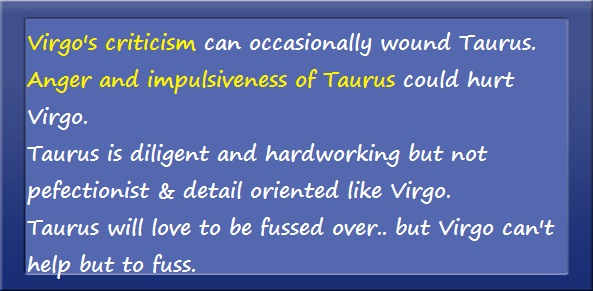 Virgo's criticism can occasionally wound Taurus.
Anger and impulsiveness of Taurus could hurt
Virgo.
Taurus is diligent and hardworking but not
pefectionist & detail oriented like Virgo.
Taurus will love to be fussed over.. but Virgo can't
help but to fuss.